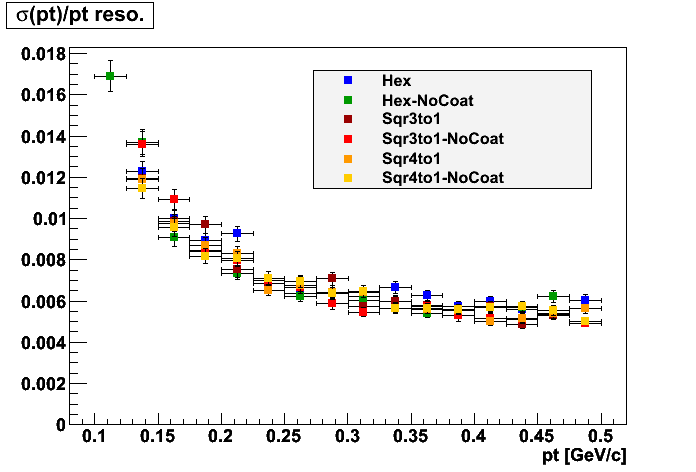 σ(pt)/pt reso.
0.018
0.016
0.014
0.012
0.01
0.008
0.006
0.004
0.002
0
Hex
Hex-NoCoat
Sqr3to1
Sqr3to1-NoCoat
Sqr4to1
Sqr4to1-NoCoat
0.1 0.15 0.2 0.25 0.3 0.35 0.4 0.45 0.5
pt [GeV/c]